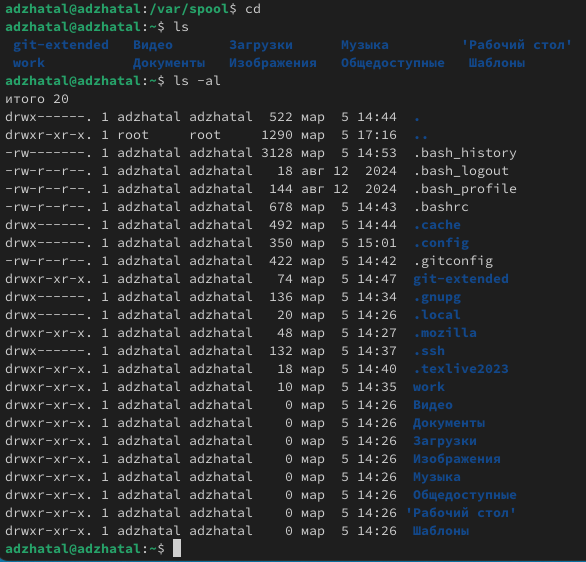 adzhatal@adzhatal:/var/spool$ cd
adzhatal@adzhatal:~$ ls
git-extended Видео Загрузки Музыка 'Рабочий стол'
work Документы Изображения Общедоступные Шаблоны
adzhatal@adzhatal:~$ ls -al
итого 20
drwx------. 1 adzhatal adzhatal 522 мар 5 14:44 .
drwxr-xr-x. 1 root root 1290 мар 5 17:16 ..
-rw-------. 1 adzhatal adzhatal 3128 мар 5 14:53 .bash_history
-rw-r--r--. 1 adzhatal adzhatal 18 авг 12 2024 .bash_logout
-rw-r--r--. 1 adzhatal adzhatal 144 авг 12 2024 .bash_profile
-rw-r--r--. 1 adzhatal adzhatal 678 мар 5 14:43 .bashrc
drwx------. 1 adzhatal adzhatal 492 мар 5 14:44 .cache
drwx------. 1 adzhatal adzhatal 350 мар 5 15:01 .config
-rw-r--r--. 1 adzhatal adzhatal 422 мар 5 14:42 .gitconfig
drwxr-xr-x. 1 adzhatal adzhatal 74 мар 5 14:47 git-extended
drwx------. 1 adzhatal adzhatal 136 мар 5 14:34 .gnupg
drwx------. 1 adzhatal adzhatal 20 мар 5 14:26 .local
drwxr-xr-x. 1 adzhatal adzhatal 48 мар 5 14:27 .mozilla
drwx------. 1 adzhatal adzhatal 132 мар 5 14:37 .ssh
drwxr-xr-x. 1 adzhatal adzhatal 18 мар 5 14:40 .texlive2023
drwxr-xr-x. 1 adzhatal adzhatal 10 мар 5 14:35 work
drwxr-xr-x. 1 adzhatal adzhatal 0 мар 5 14:26 Видео
drwxr-xr-x. 1 adzhatal adzhatal 0 мар 5 14:26 Документы
drwxr-xr-x. 1 adzhatal adzhatal 0 мар 5 14:26 Загрузки
drwxr-xr-x. 1 adzhatal adzhatal 0 мар 5 14:26 Изображения
drwxr-xr-x. 1 adzhatal adzhatal 0 мар 5 14:26 Музыка
drwxr-xr-x. 1 adzhatal adzhatal 0 мар 5 14:26 Общедоступные
drwxr-xr-x. 1 adzhatal adzhatal 0 мар 5 14:26 'Рабочий стол'
drwxr-xr-x. 1 adzhatal adzhatal 0 мар 5 14:26 Шаблоны
adzhatal@adzhatal:~$